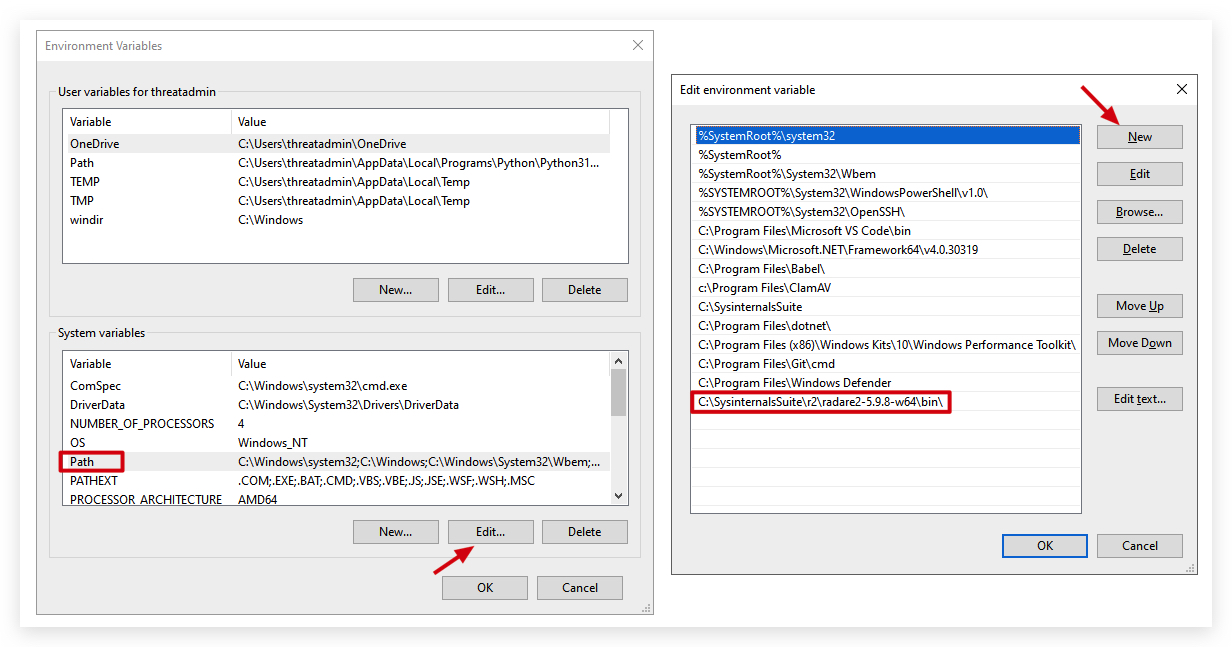 Environment Variables
User variables for threatadmin
Variable Value
OneDrive C:\Users\threatadmin\OneDrive
Path C:\Users\threatadmin\AppData\Local\Programs\Python\Python31...
TEMP C:\Users\threatadmin\AppData\Local\Temp
TMP C:\Users\threatadmin\AppData\Local\Temp
windir C:\Windows
New... Edit... Delete
System variables
Variable Value
ComSpec C:\Windows\system32\cmd.exe
DriverData C:\Windows\System32\Drivers\DriverData
NUMBER_OF_PROCESSORS 4
OS Windows_NT
Path C:\Windows\system32;C:\Windows;C:\Windows\System32\Wbem;...
PATHEXT .COM;.EXE;.BAT;.CMD;.VBS;.VBE;.JS;.JSE;.WSF;.WSH;.MSC
PROCESSOR_ARCHITECTURE AMD64
New... Edit... Delete
OK Cancel
Edit environment variable
%SystemRoot%\system32
%SystemRoot%
%SystemRoot%\System32\Wbem
%SYSTEMROOT%\System32\WindowsPowerShell\v1.0\
%SYSTEMROOT%\System32\OpenSSH\
C:\Program Files\Microsoft VS Code\bin
C:\Windows\Microsoft.NET\Framework64\v4.0.30319
C:\Program Files\Babel\
c:\Program Files\ClamAV
C:\SysinternalsSuite
C:\Program Files\dotnet\
C:\Program Files (x86)\Windows Kits\10\Windows Performance Toolkit\
C:\Program Files\Git\cmd
C:\Program Files\Windows Defender
C:\SysinternalsSuite\r2\radare2-5.9.8-w64\bin\
New
Edit
Browse...
Delete
Move Up
Move Down
Edit text...
OK Cancel